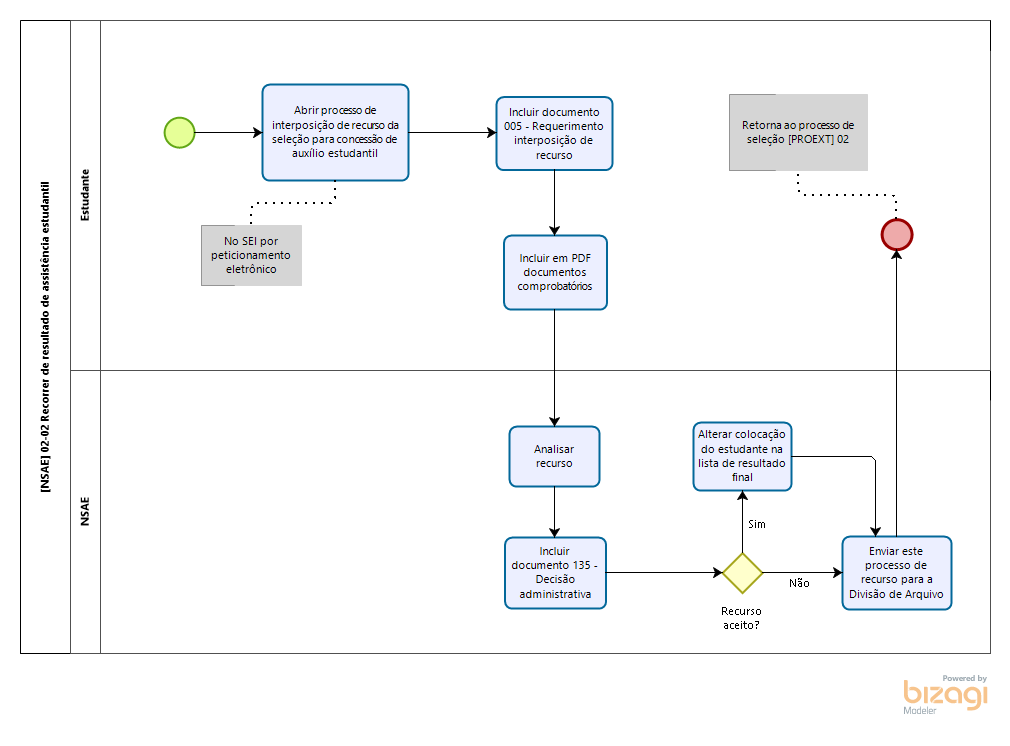 [NSAE] 02-02 Recorrer de resultado de assistência estudantil
Estudante
Abrir processo de
interposição de recurso da
seleção para concessão de
auxílio estudantil
No SEI por
peticionamento
eletrônico
Incluir documento
005 - Requerimento
interposição de
recurso
Incluir em PDF
documentos
comprobatórios
Retorna ao processo de
seleção [PROEXT] 02
NSAE
Analisar
recurso
Incluir
documento 135 -
Decisão
administrativa
Alterar colocação
do estudante na
lista de resultado
final
Sim
Não
Recurso
aceito?
Enviar este
processo de
recurso para a
Divisão de Arquivo
Powered by
bizagi
Modeler